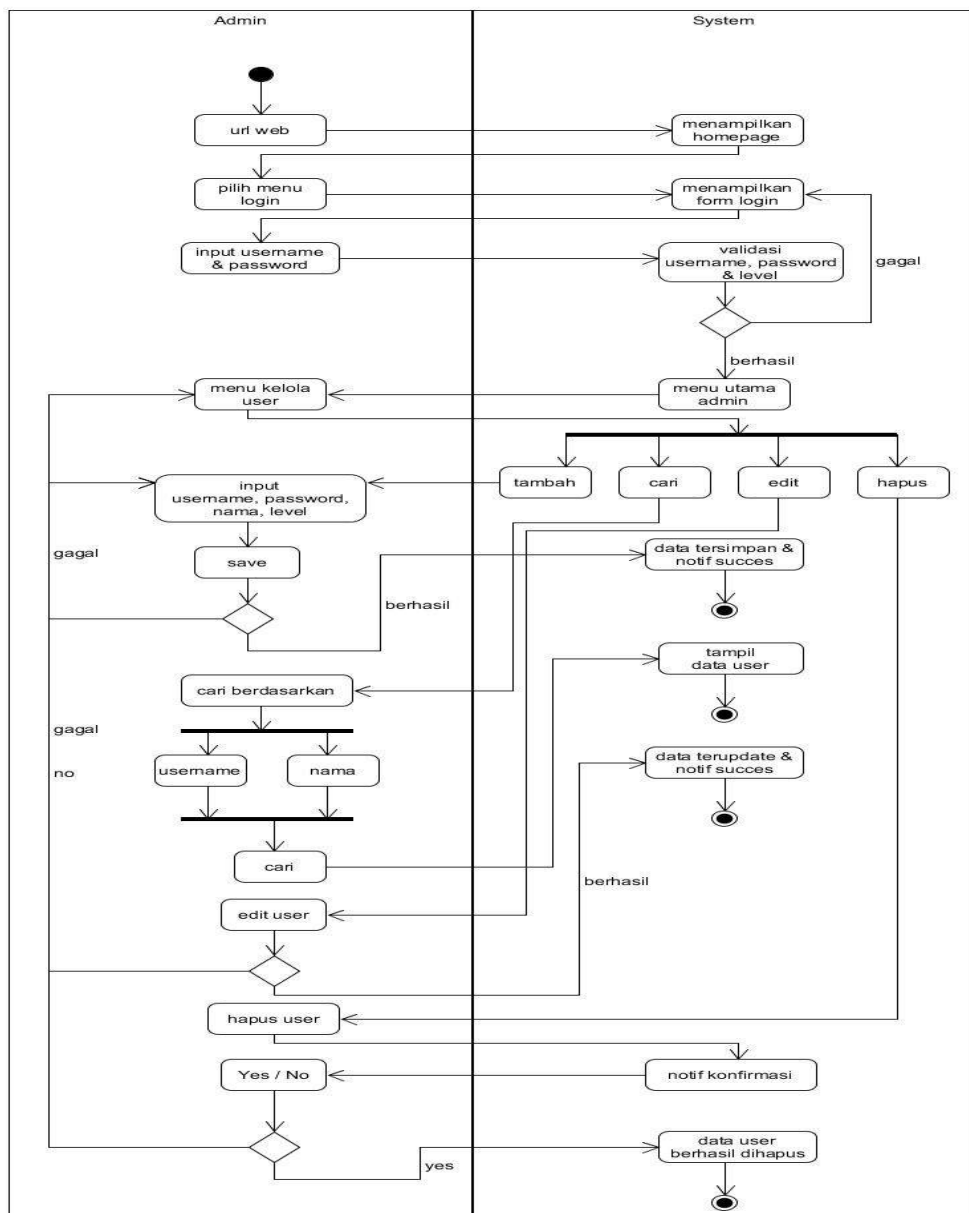 Admin
System
url web
menampilkan
homepage
pilih menu
login
menampilkan
form login
input username
& password
validasi
username, password
& level
gagal
berhasil
menu kelola
user
menu utama
admin
tambah
cari
edit
hapus
input
username, password,
nama, level
gagal
save
berhasil
data tersimpan &
notif succes
tampil
data user
cari berdasarkan
gagal
no
username
nama
data terupdate &
notif succes
cari
berhasil
edit user
hapus user
Yes / No
notif konfirmasi
yes
data user
berhasil dihapus